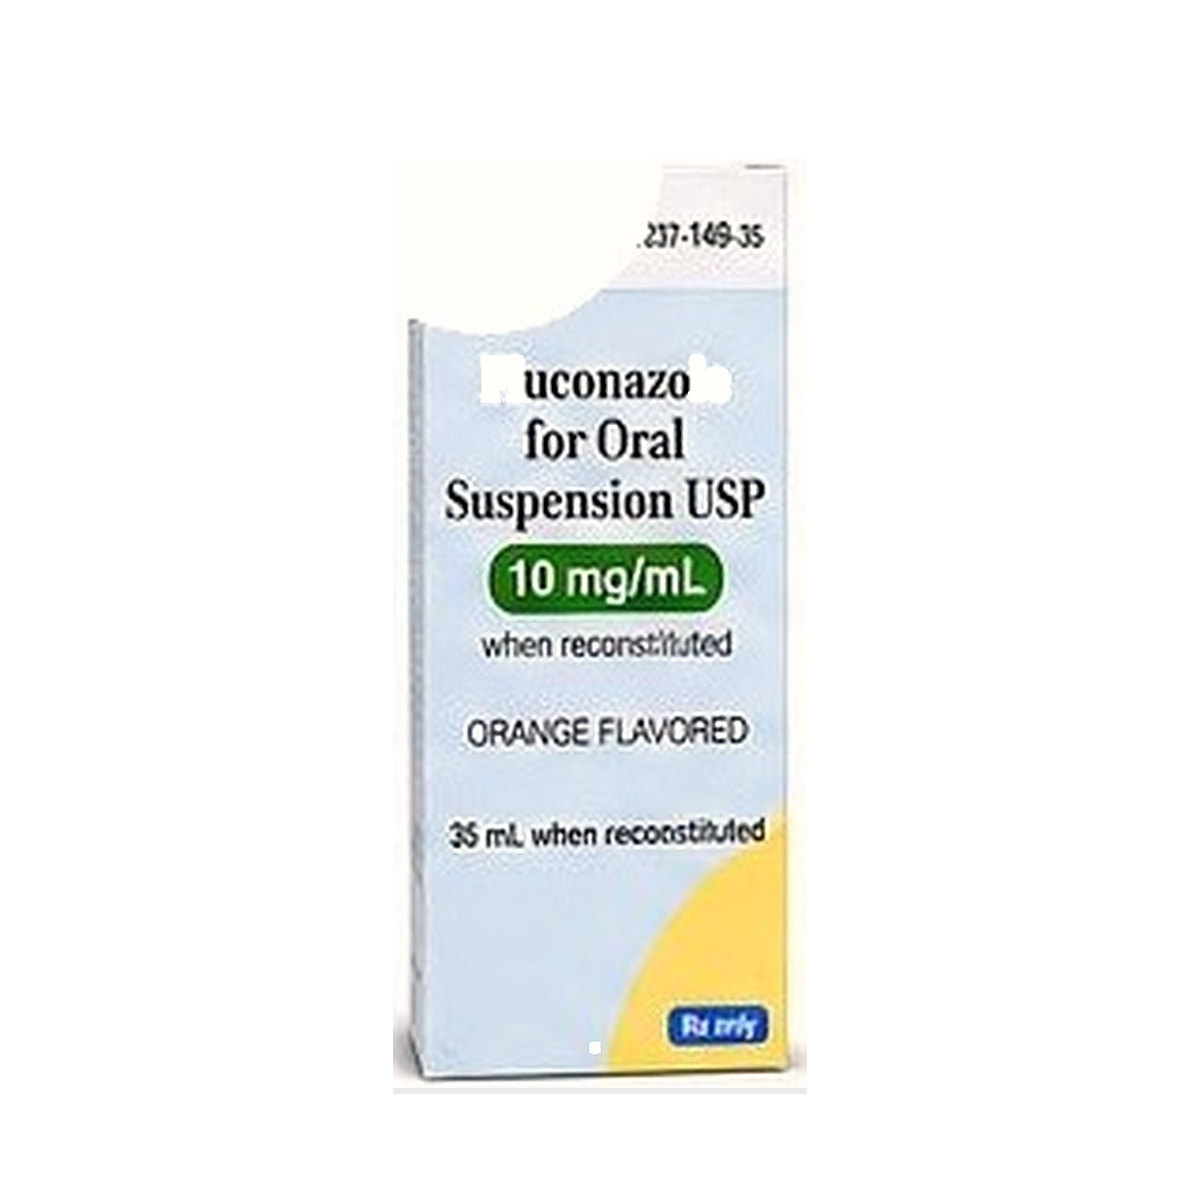 237-149-35
uconazo
for Oral
Suspension USP
10 mg/mL
when reconstituted
ORANGE FLAVORED
35 mL when reconstituted
Rx only